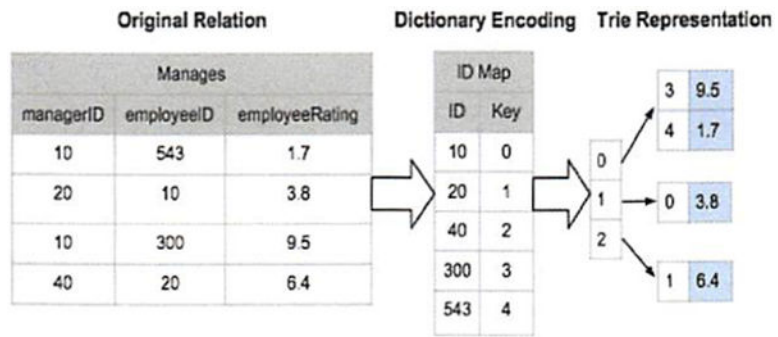 Original Relation Dictionary Encoding Trie Representation
Manages
managerID employeeID employeeRating
10 543 1.7
20 10 3.8
10 300 9.5
40 20 6.4
ID Map
ID Key
10 0
20 1
40 2
300 3
543 4
0
1
2
3 9.5
4 1.7
0 3.8
1 6.4